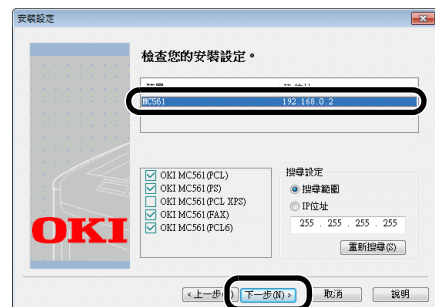 安裝設定
檢查您的安裝設定。
IP 位址
MC561 192.168.0.2
OKI MC561(PCL)
OKI MC561(PS)
OKI MC561(PCL XPS)
OKI MC561(FAX)
OKI MC561(PCL6)
搜尋設定
搜尋範圍
IP位址
255 . 255 . 255 . 255
重新搜尋(S)
OKI
<上一步
下一步(N) >
取消
說明